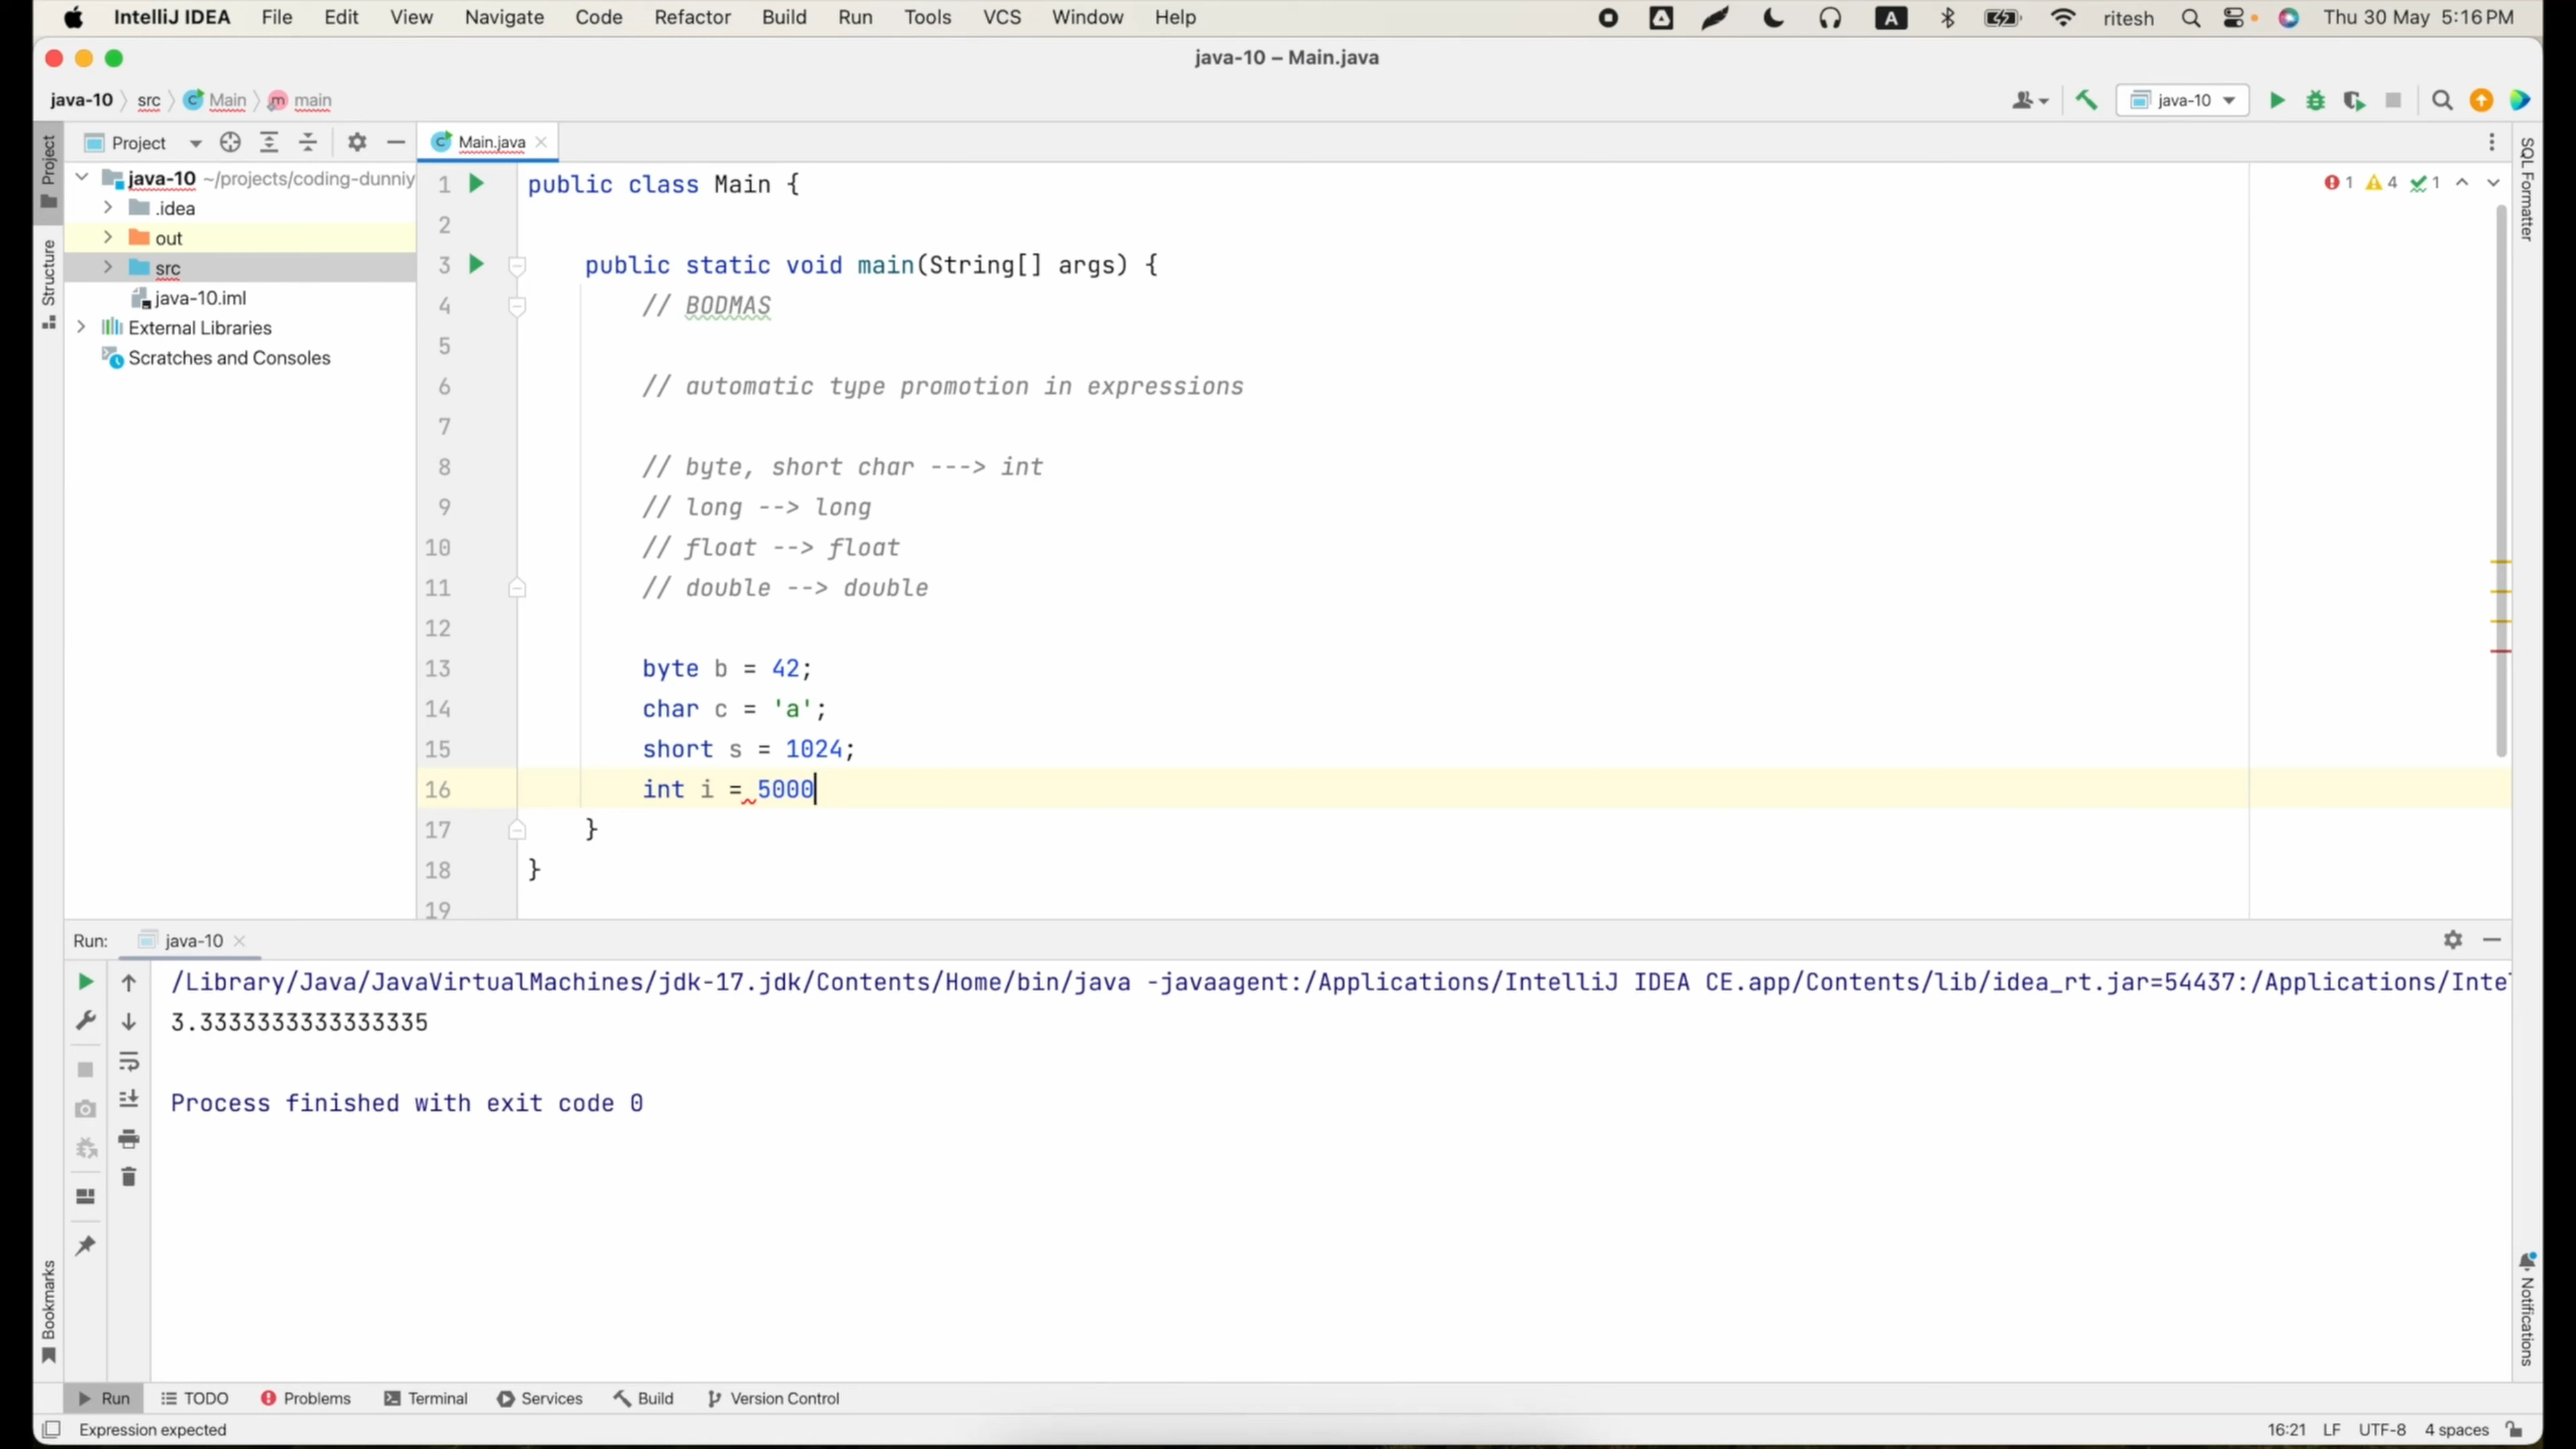 IntelliJ IDEA File Edit View Navigate Code Refactor Build Run Tools VCS Window Help A ritesh Thu 30 May 5:16 PM
java-10 – Main.java
java-10 src Main main java-10
Project Main.java
1 public class Main {
2
3 public static void main(String[] args) {
4 // BODMAS
5
6 // automatic type promotion in expressions
7
8 // byte, short char ---> int
9 // long --> long
10 // float --> float
11 // double --> double
12
13 byte b = 42;
14 char c = 'a';
15 short s = 1024;
16 int i = 5000
17 }
18 }
19
1 4 1
java-10 ~/projects/coding-dunniy
.idea
out
src
java-10.iml
External Libraries
Scratches and Consoles
Project
Structure
Bookmarks
SQL Formatter
Notifications
Run: java-10
/Library/Java/JavaVirtualMachines/jdk-17.jdk/Contents/Home/bin/java -javaagent:/Applications/IntelliJ IDEA CE.app/Contents/lib/idea_rt.jar=54437:/Applications/Inte
3.3333333333333335
Process finished with exit code 0
Run TODO Problems Terminal Services Build Version Control
Expression expected 16:21 LF UTF-8 4 spaces